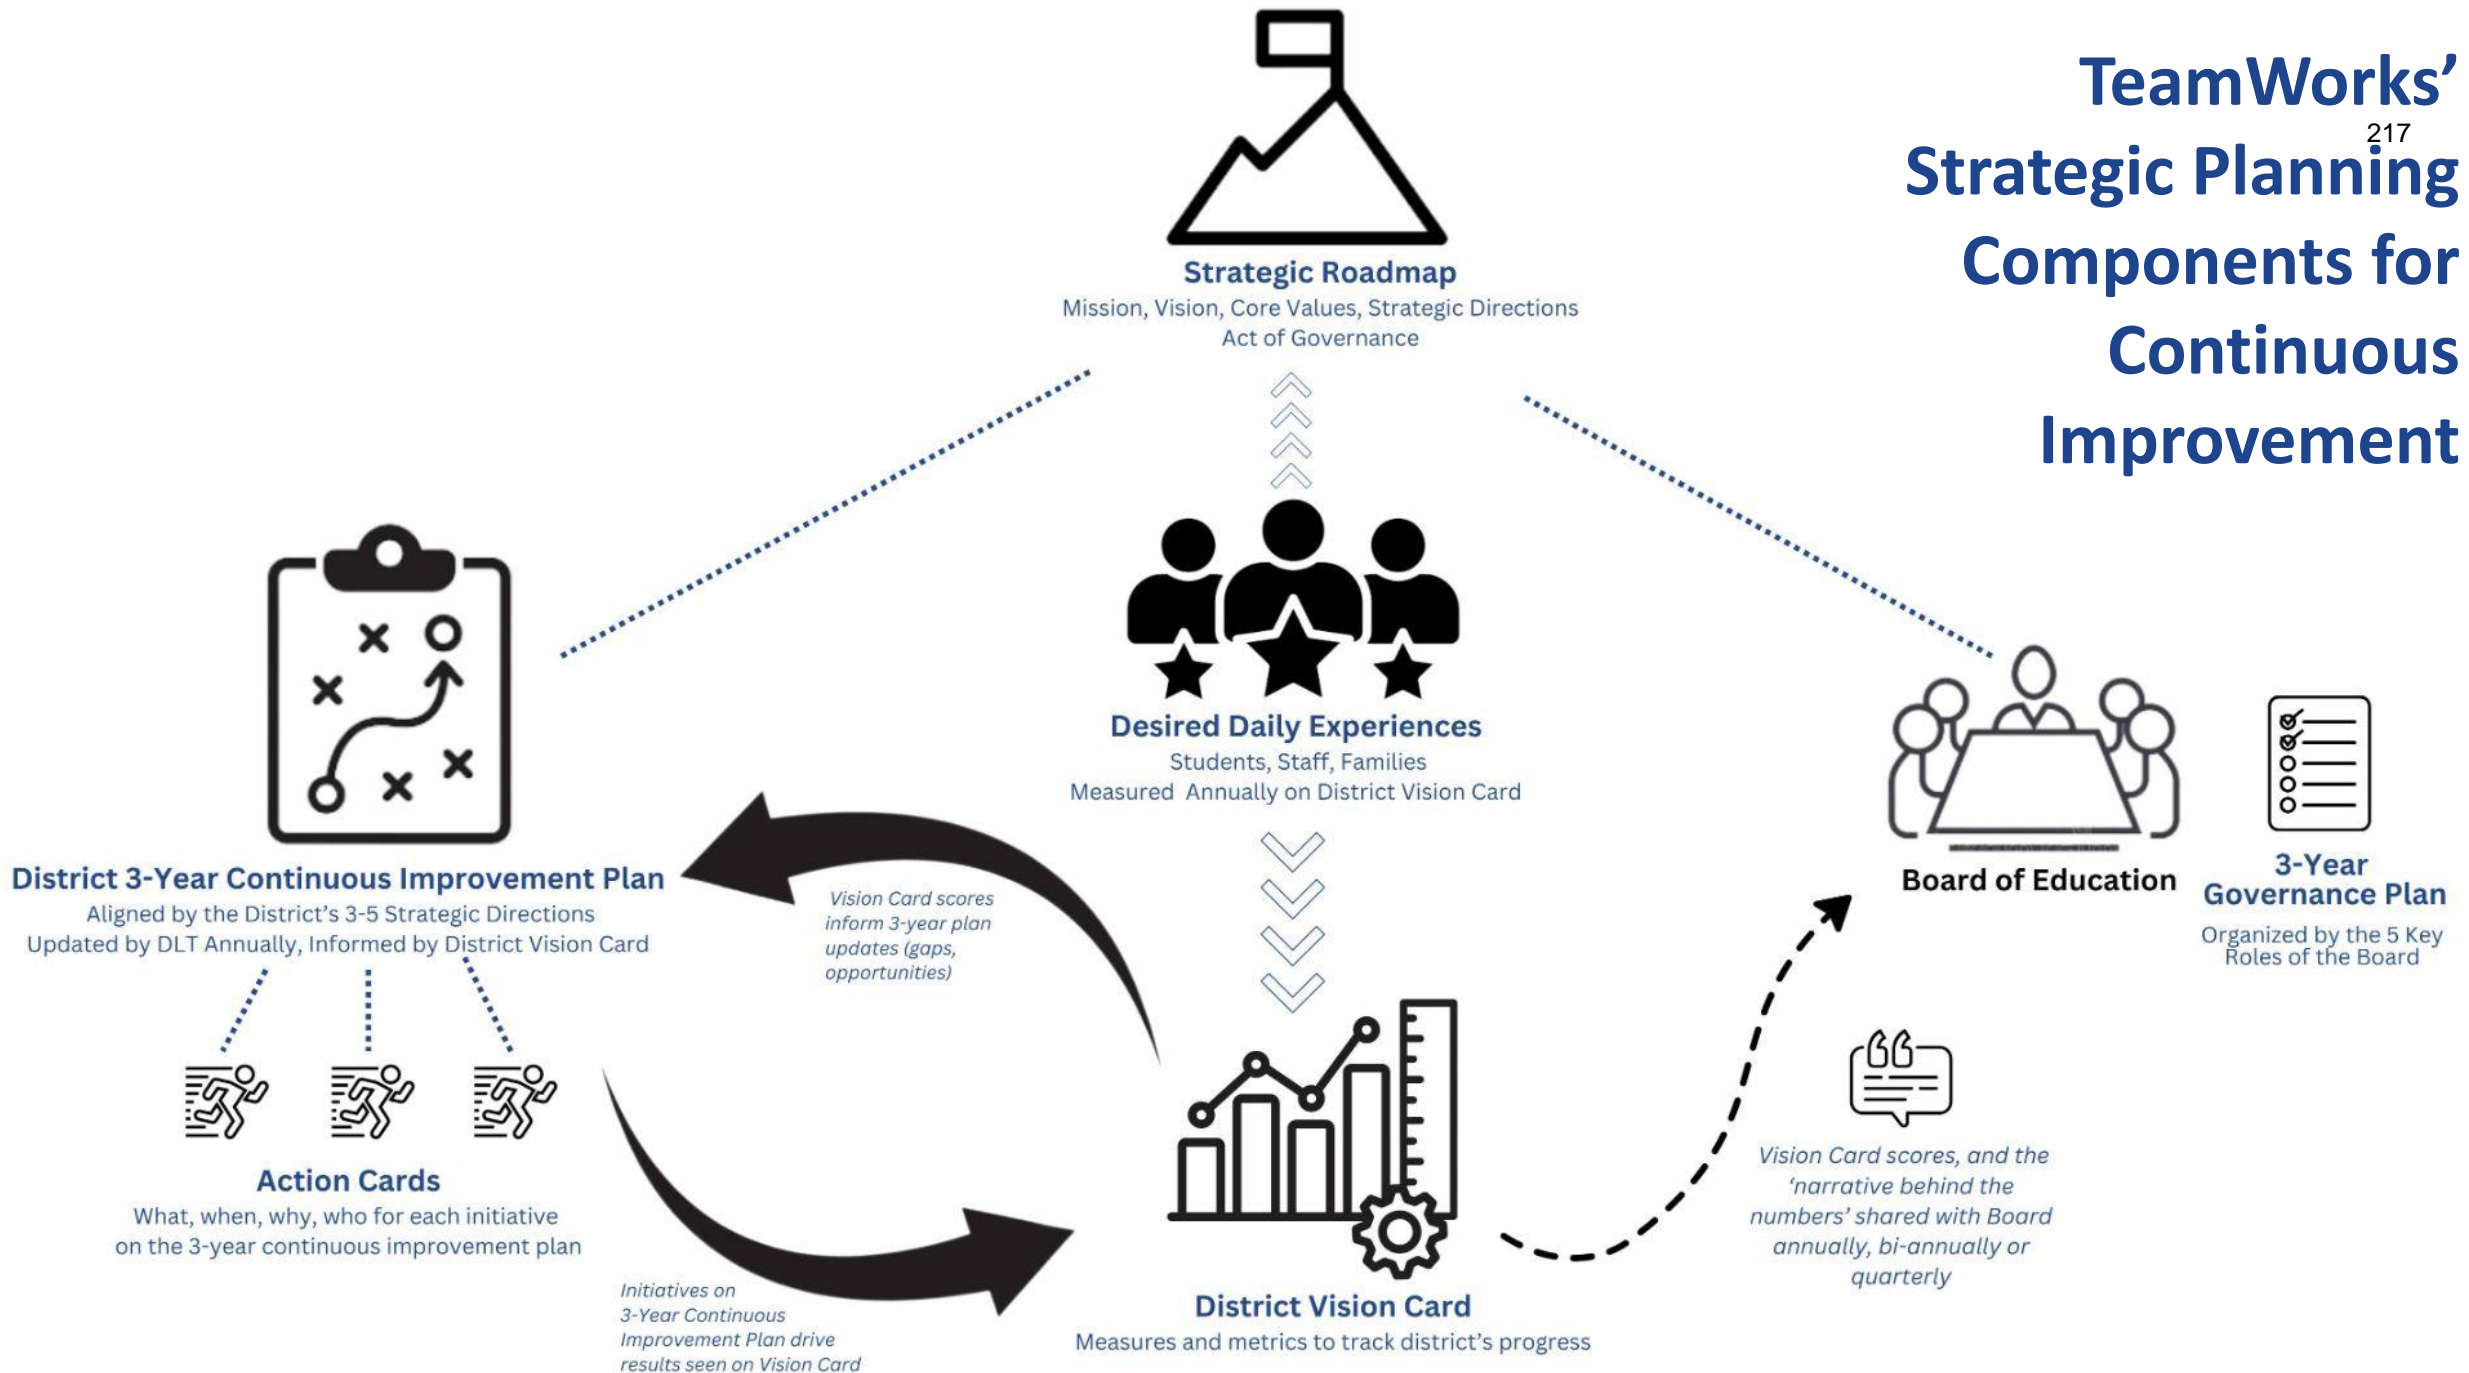 TeamWorks’
217
Strategic Planning
Components for
Continuous
Improvement
Strategic Roadmap
Mission, Vision, Core Values, Strategic Directions
Act of Governance
Desired Daily Experiences
Students, Staff, Families
Measured Annually on District Vision Card
District 3-Year Continuous Improvement Plan
Aligned by the District’s 3-5 Strategic Directions
Updated by DLT Annually, Informed by District Vision Card
Vision Card scores
inform 3-year plan
updates (gaps,
opportunities)
Board of Education
3-Year
Governance Plan
Organized by the 5 Key
Roles of the Board
Action Cards
What, when, why, who for each initiative
on the 3-year continuous improvement plan
Initiatives on
3-Year Continuous
Improvement Plan drive
results seen on Vision Card
District Vision Card
Measures and metrics to track district’s progress
Vision Card scores, and the
‘narrative behind the
numbers’ shared with Board
annually, bi-annually or
quarterly